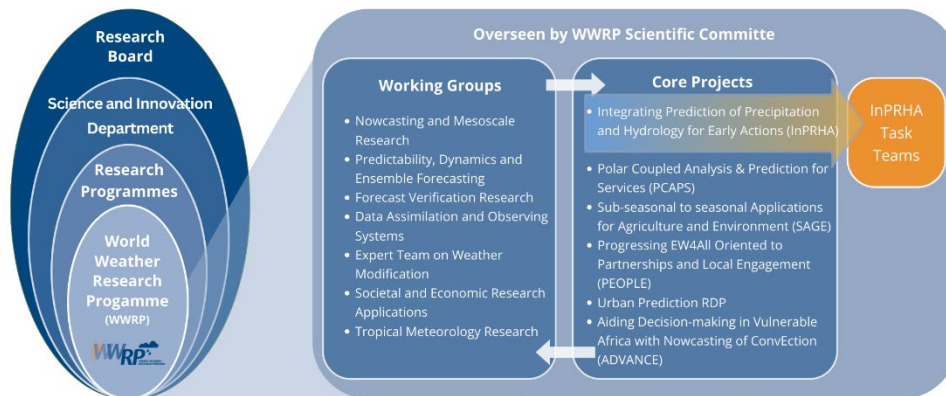 Research
Board
Science and Innovation
Department
Research
Programmes
World
Weather
Research
Progamme
(WWRP)
WWRP
Overseen by WWRP Scientific Committe
Working Groups
• Nowcasting and Mesoscale
Research
• Predictability, Dynamics and
Ensemble Forecasting
• Forecast Verification Research
• Data Assimilation and Observing
Systems
• Expert Team on Weather
Modification
• Societal and Economic Research
Applications
• Tropical Meteorology Research
Core Projects
• Integrating Prediction of Precipitation
and Hydrology for Early Actions (InPRHA)
• Polar Coupled Analysis & Prediction for
Services (PCAPS)
• Sub-seasonal to seasonal Applications
for Agriculture and Environment (SAGE)
• Progressing EW4All Oriented to
Partnerships and Local Engagement
(PEOPLE)
• Urban Prediction RDP
• Aiding Decision-making in Vulnerable
Africa with Nowcasting of ConvEction
(ADVANCE)
InPRHA
Task
Teams